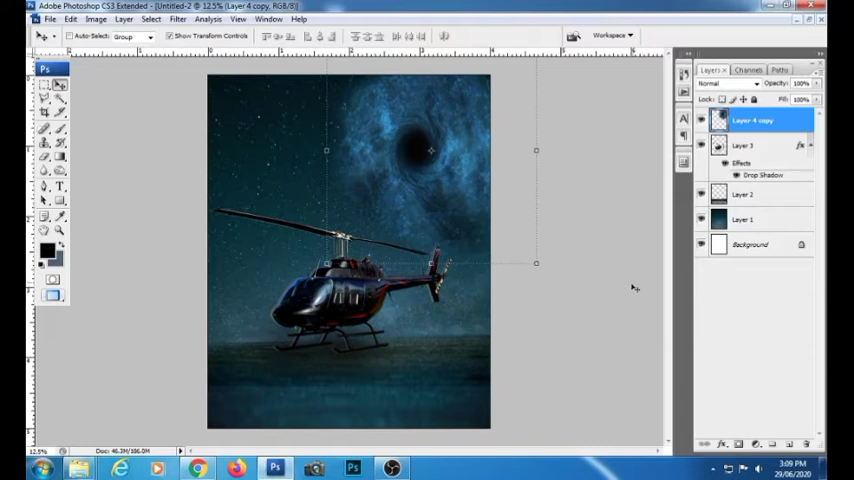 Adobe Photoshop CS3 Extended - [Untitled-2 @ 12.5% (Layer 4 copy, RGB/8)]
File Edit Image Layer Select Filter Analysis View Window Help
Auto-Select: Group Show Transform Controls Workspace
Ps
Layers Channels Paths
Normal Opacity: 100%
Lock: Fill: 100%
Layer 4 copy
Layer 3 fx
Effects
Drop Shadow
Layer 2
Layer 1
Background
12.5% Doc: 46.3M/386.0M
3:09 PM
29/06/2020